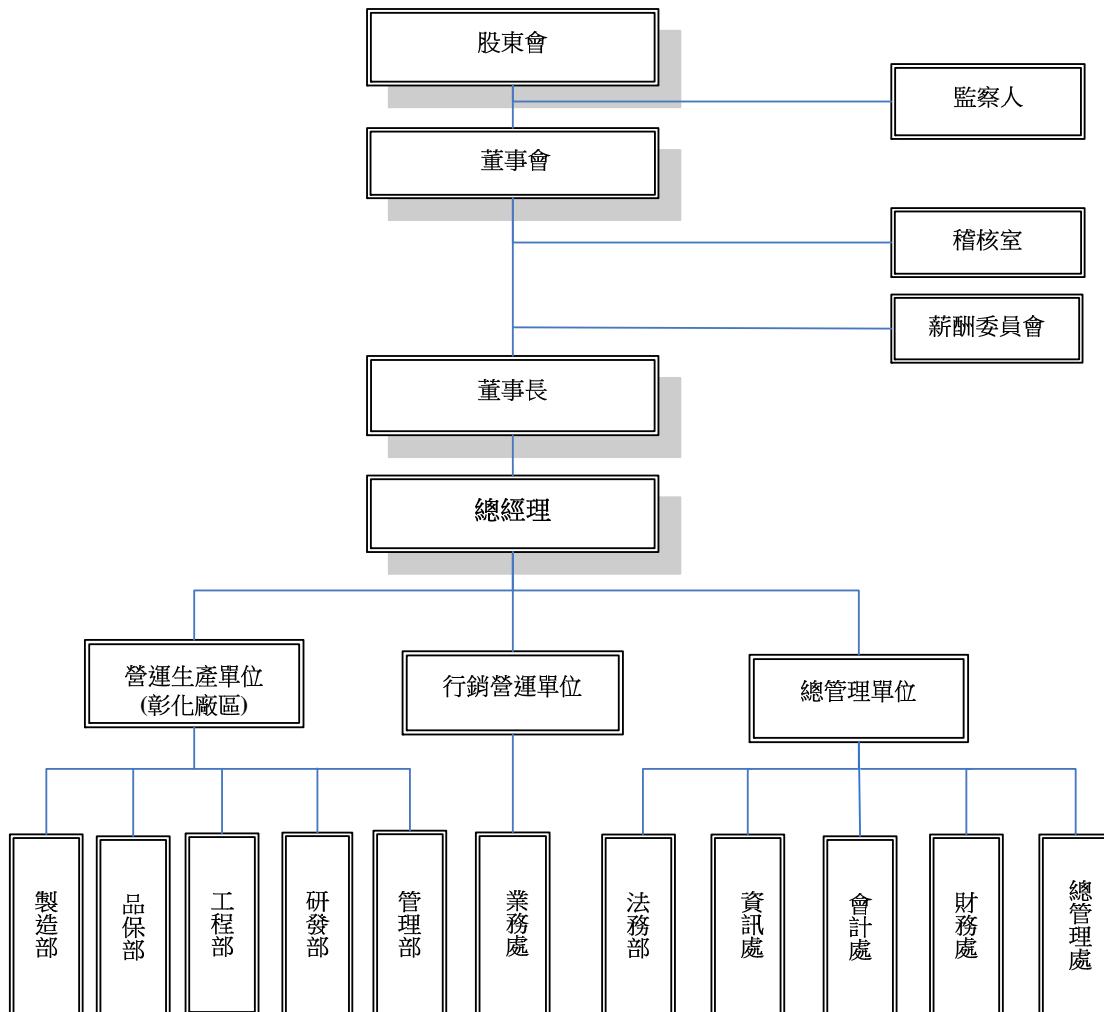 股東會
監察人
董事會
稽核室
薪酬委員會
董事長
總經理
營運生產單位
(彰化廠區)
行銷營運單位
總管理單位
製造部
品保部
工程部
研發部
管理部
業務處
法務部
資訊處
會計處
財務處
總管理處